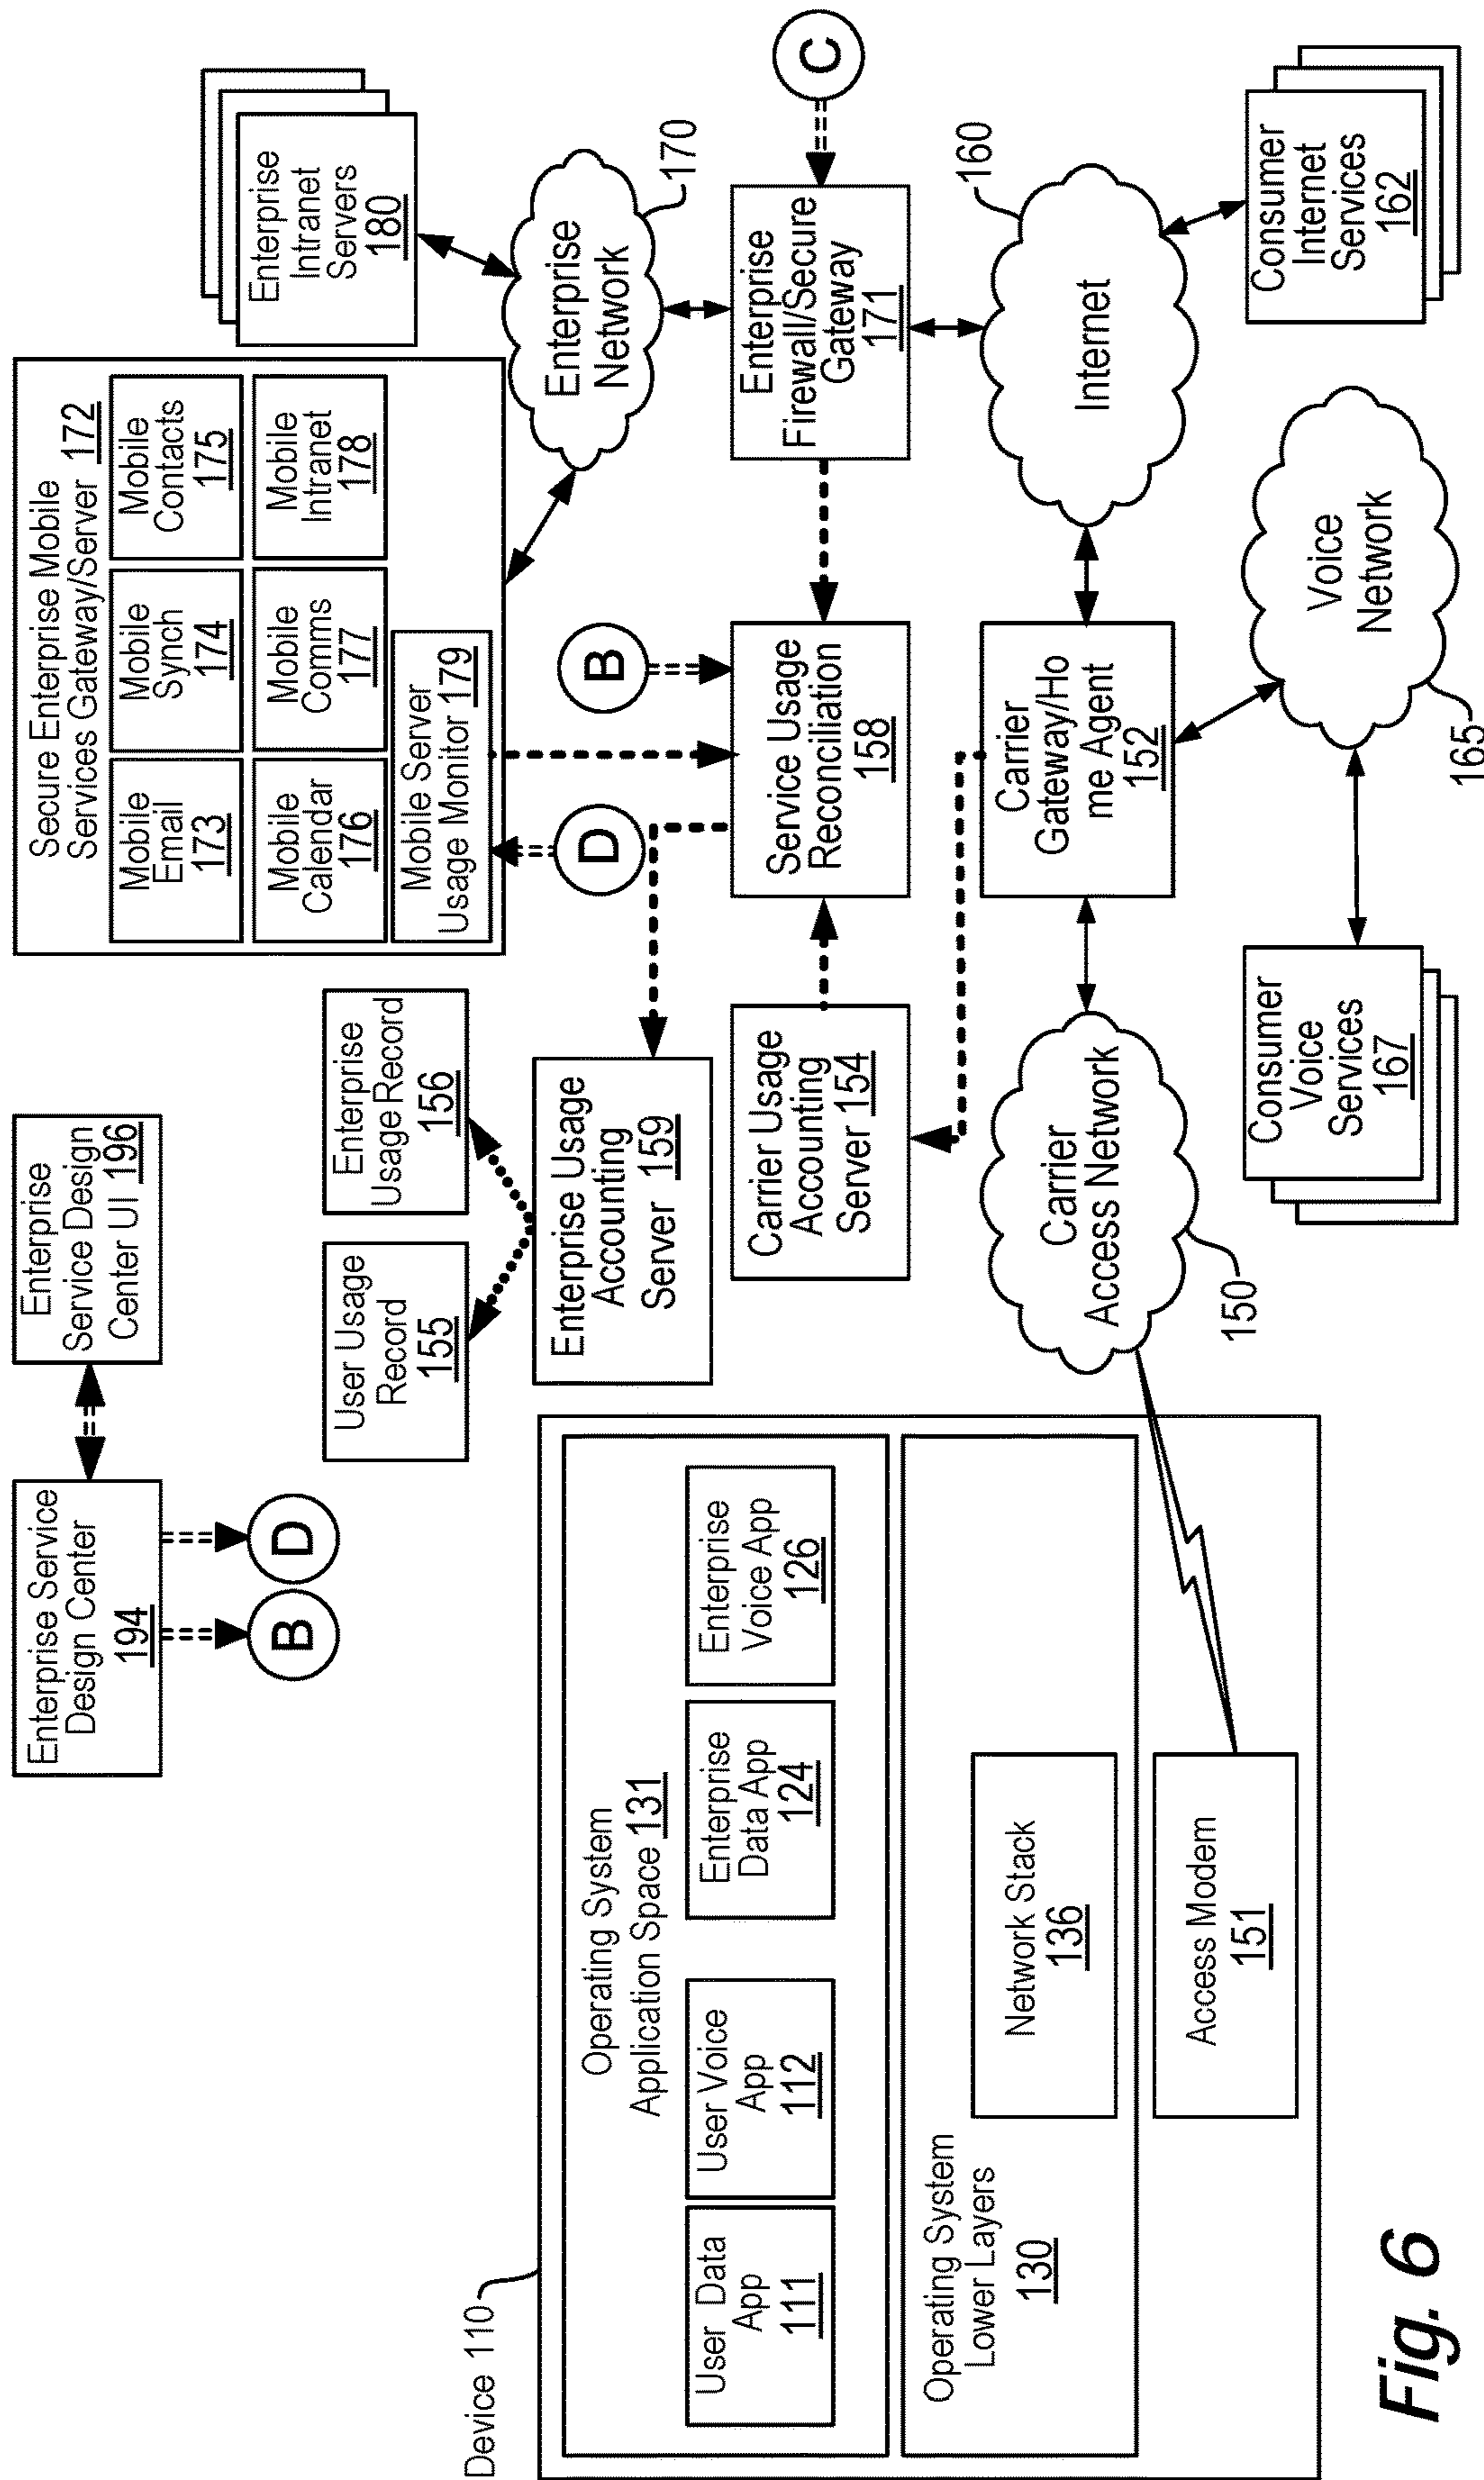 Enterprise Service
Design Center
194
Enterprise
Service Design
Center UI 196
D
B
Secure Enterprise Mobile
Services Gateway/Server 172
Mobile
Email
173
Mobile
Synch
174
Mobile
Contacts
175
Mobile
Calendar
176
Mobile
Comms
177
Mobile
Intranet
178
Mobile Server
Usage Monitor 179
Enterprise
Intranet
Servers
180
User Usage
Record
155
Enterprise
Usage Record
156
D
B
Enterprise
Network
170
Enterprise Usage
Accounting
Server 159
Carrier Usage
Accounting
Server 154
Service Usage
Reconciliation
158
Enterprise
Firewall/Secure
Gateway
171
C
Device 110
Operating System
Application Space 131
User Data
App
111
User Voice
App
112
Enterprise
Data App
124
Enterprise
Voice App
126
Operating System
Lower Layers
130
Network Stack
136
Access Modem
151
Carrier
Access Network
150
Carrier
Gateway/Ho
me Agent
152
Internet
160
Consumer
Voice
Services
167
Voice
Network
165
Consumer
Internet
Services
162
Fig. 6